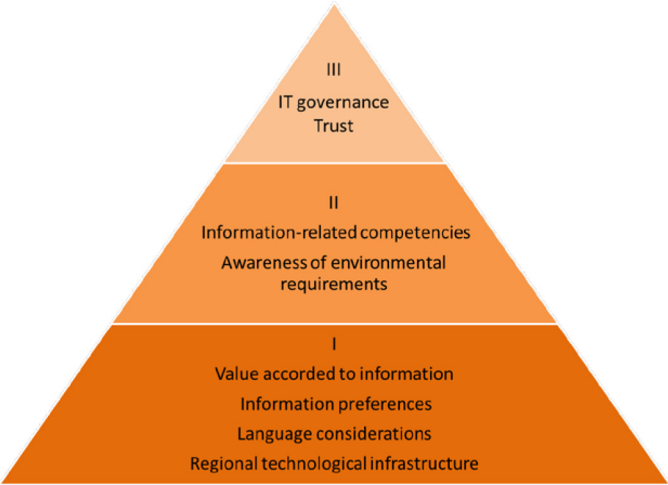 III
IT governance
Trust
II
Information-related competencies
Awareness of environmental
requirements
I
Value accorded to information
Information preferences
Language considerations
Regional technological infrastructure